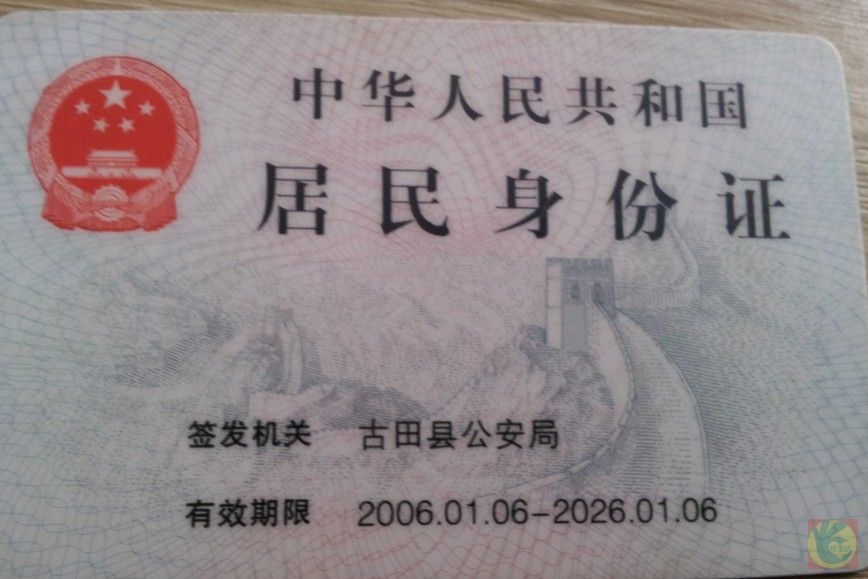 中华人民共和国
居民身份证
签发机关 古田县公安局
有效期限 2006.01.06-2026.01.06